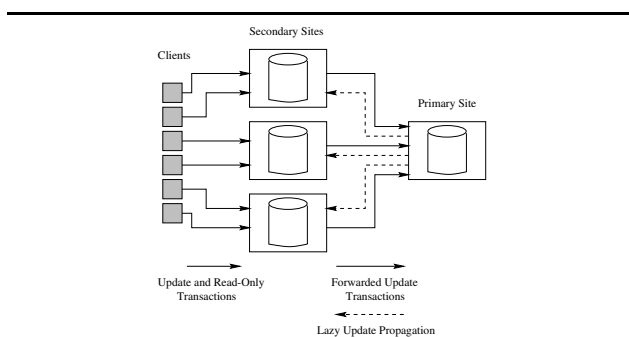 Secondary Sites
Clients
Primary Site
Update and Read-Only
Transactions
Forwarded Update
Transactions
Lazy Update Propagation